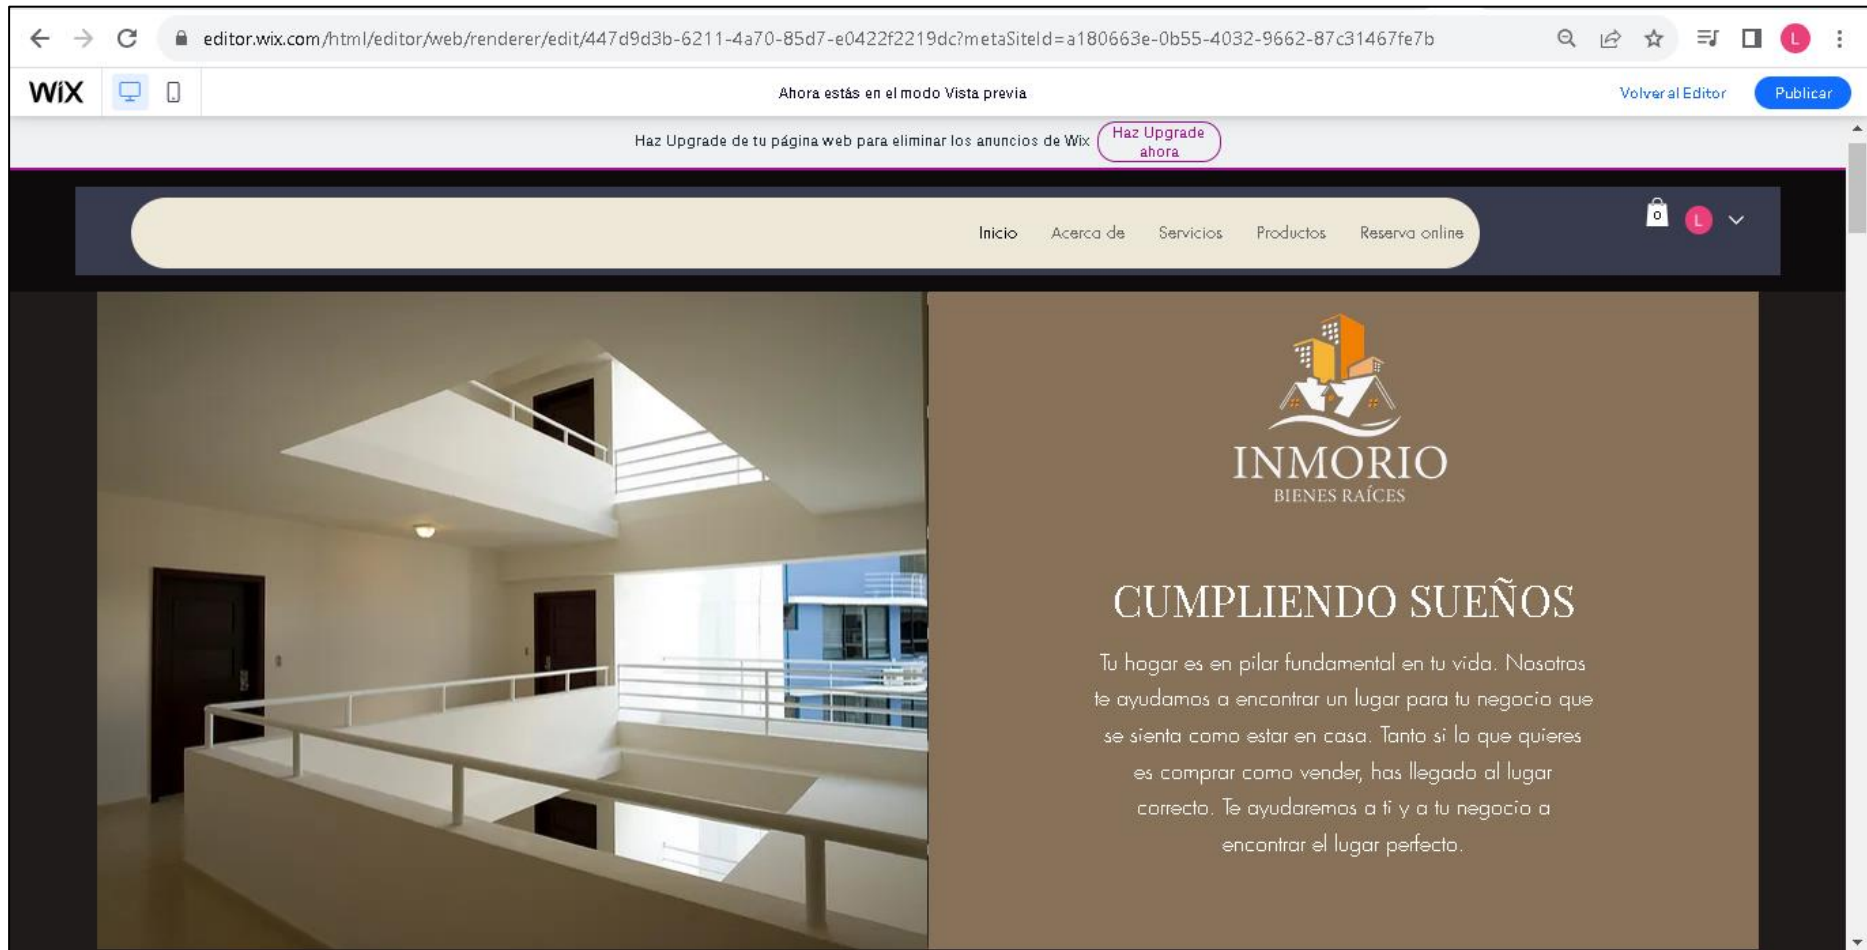 editor.wix.com/html/editor/web/renderer/edit/447d9d3b-6211-4a70-85d7-e0422f2219dc?metaSiteId=a180663e-0b55-4032-9662-87c31467fe7b
L
WiX
Ahora estás en el modo Vista previa
Volver al Editor
Publicar
Haz Upgrade de tu página web para eliminar los anuncios de Wix
Haz Upgrade
ahora
Inicio Acerca de Servicios Productos Reserva online
0
L
INMORIO
BIENES RAÍCES
CUMPLIENDO SUEÑOS
Tu hogar es en pilar fundamental en tu vida. Nosotros
te ayudamos a encontrar un lugar para tu negocio que
se sienta como estar en casa. Tanto si lo que quieres
es comprar como vender, has llegado al lugar
correcto. Te ayudaremos a ti y a tu negocio a
encontrar el lugar perfecto.